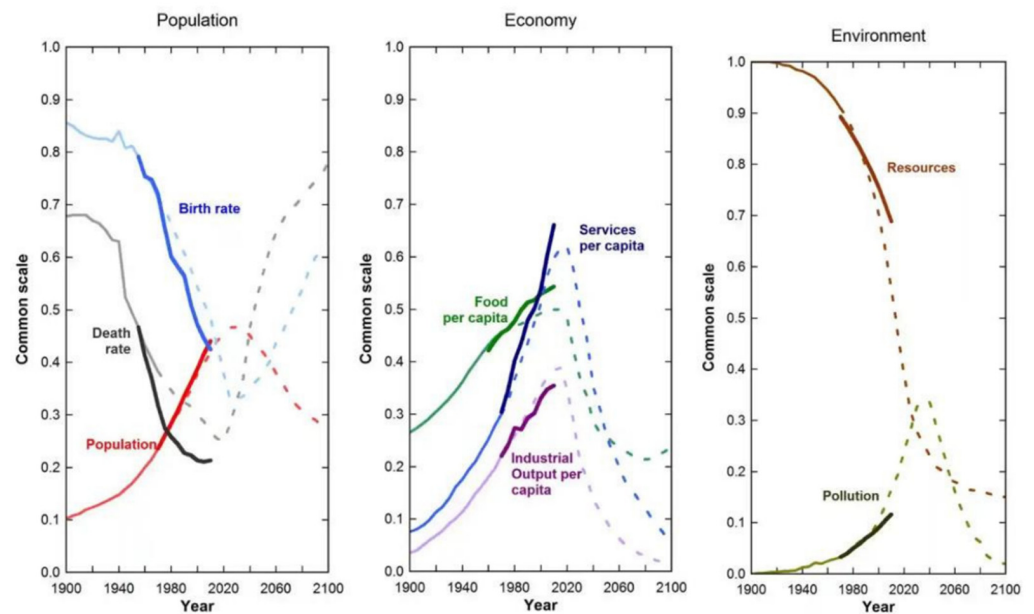 Population
Economy
Environment
1.0
0.9
0.8
0.7
0.6
0.5
0.4
0.3
0.2
0.1
0.0
Common scale
Birth rate
Death
rate
Population
1900 1940 1980 2020 2060 2100
Year
1.0
0.9
0.8
0.7
0.6
0.5
0.4
0.3
0.2
0.1
0.0
Common scale
Services
per capita
Food
per capita
Industrial
Output per
capita
1900 1940 1980 2020 2060 2100
Year
1.0
0.9
0.8
0.7
0.6
0.5
0.4
0.3
0.2
0.1
0.0
Common scale
Resources
Pollution
1900 1940 1980 2020 2060 2100
Year